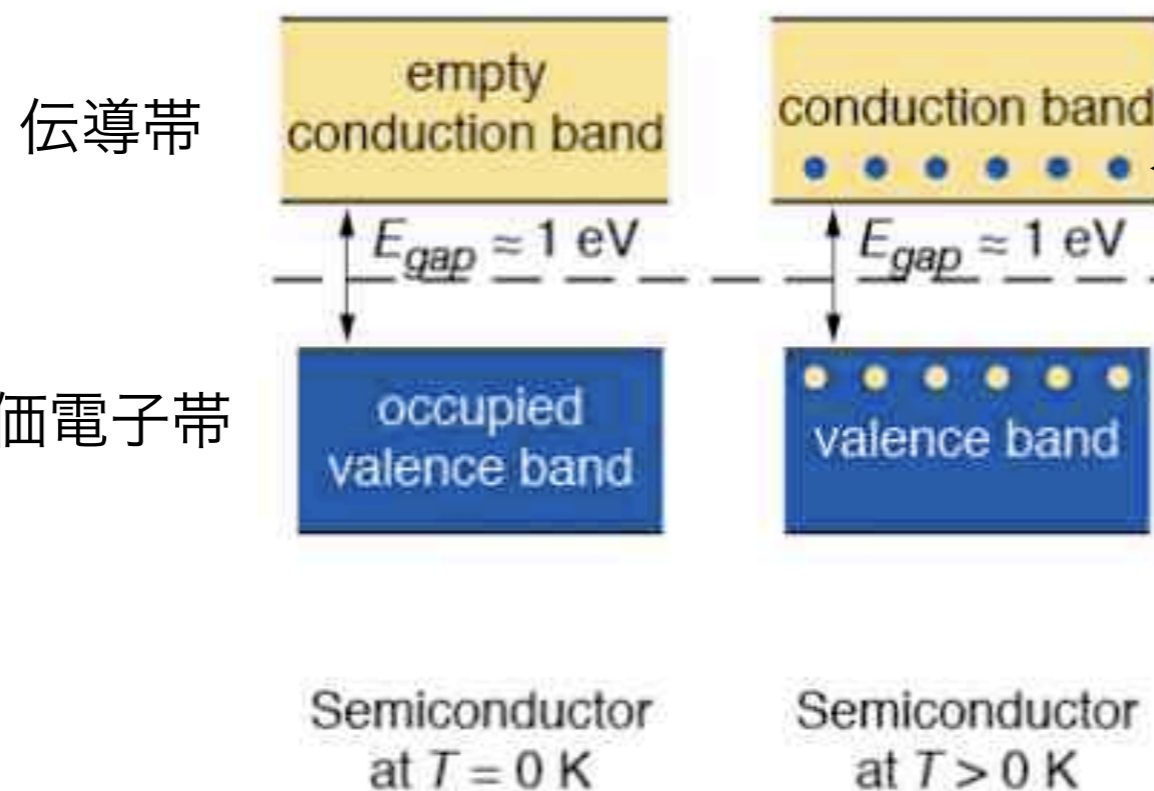 伝導帯
empty
conduction band
conduction band
E_gap ≈ 1 eV
E_gap ≈ 1 eV
価電子帯
occupied
valence band
valence band
Semiconductor
at T = 0 K
Semiconductor
at T > 0 K